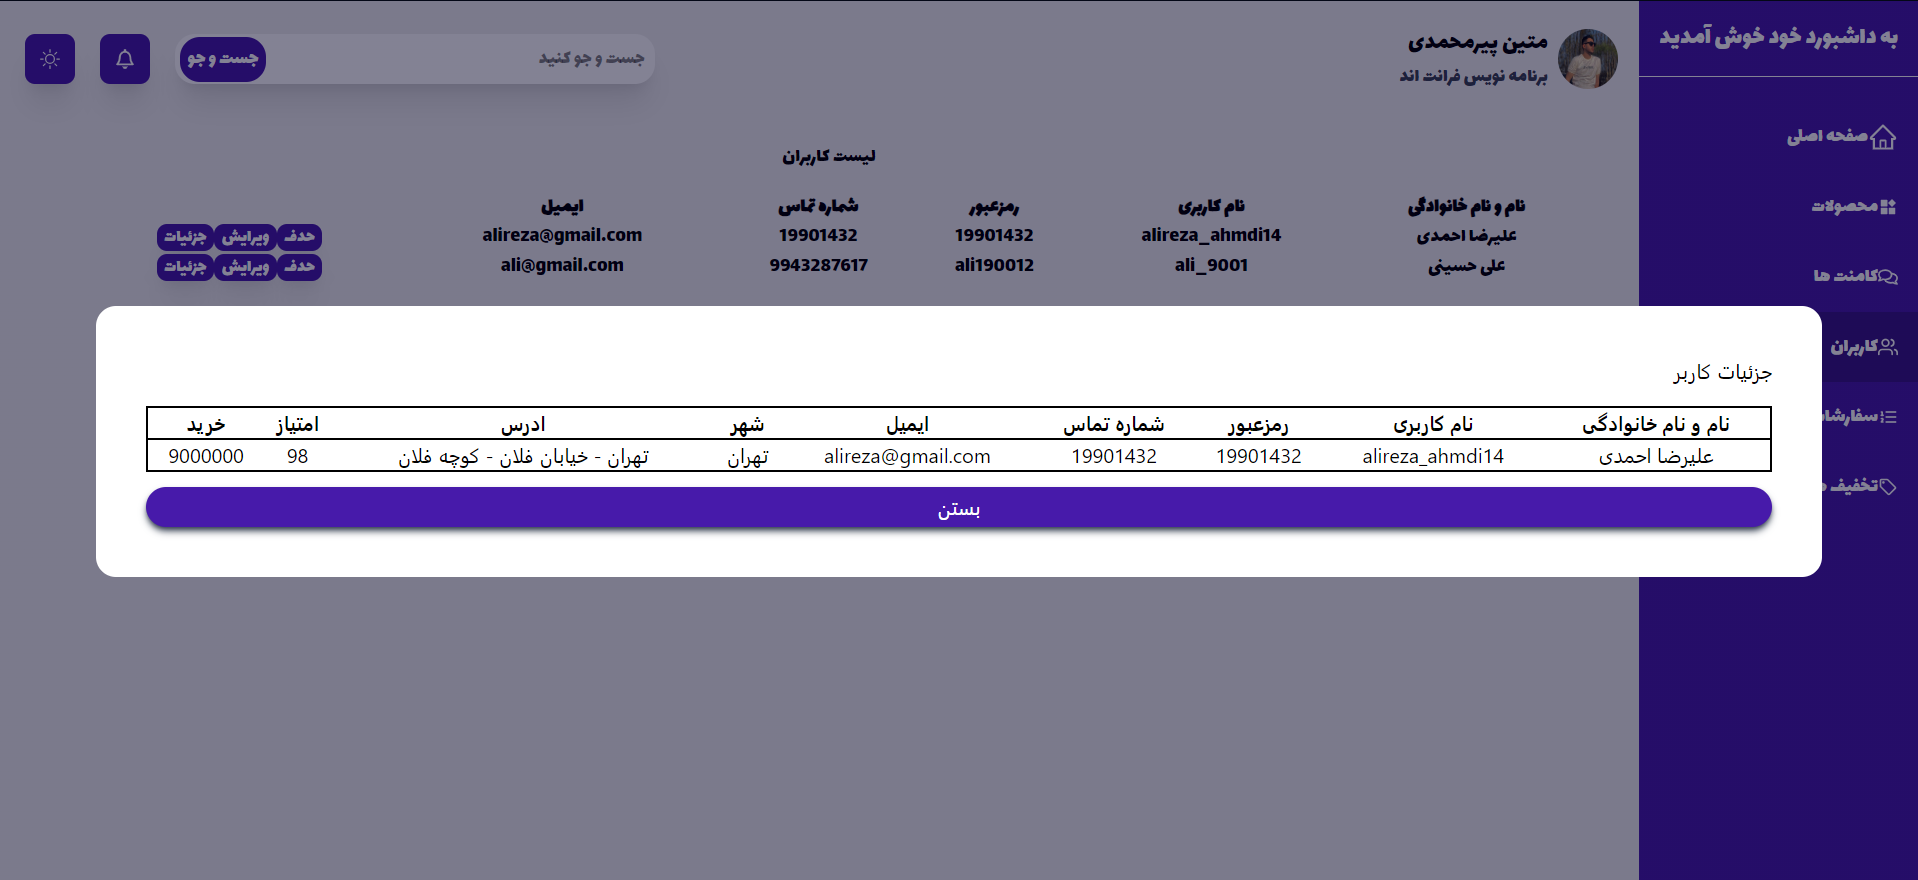 به داشبورد خود خوش آمدید
صفحه اصلی
محصولات
کامنت ها
کاربران
تخفیف
متین پیرمحمدی
برنامه نویس فرانت اند
جست و جو کنید
جست و جو
لیست کاربران
نام و نام خانوادگی نام کاربری رمزعبور شماره تماس ایمیل
علیرضا احمدی alireza_ahmdi14 19901432 19901432 alireza@gmail.com حذف ویرایش جزئیات
علی حسینی ali_9001 ali190012 9943287617 ali@gmail.com حذف ویرایش جزئیات
جزئیات کاربر
نام و نام خانوادگی نام کاربری رمزعبور شماره تماس ایمیل شهر ادرس امتیاز خرید
علیرضا احمدی alireza_ahmdi14 19901432 19901432 alireza@gmail.com تهران تهران - خیابان فلان - کوچه فلان 98 9000000
بستن